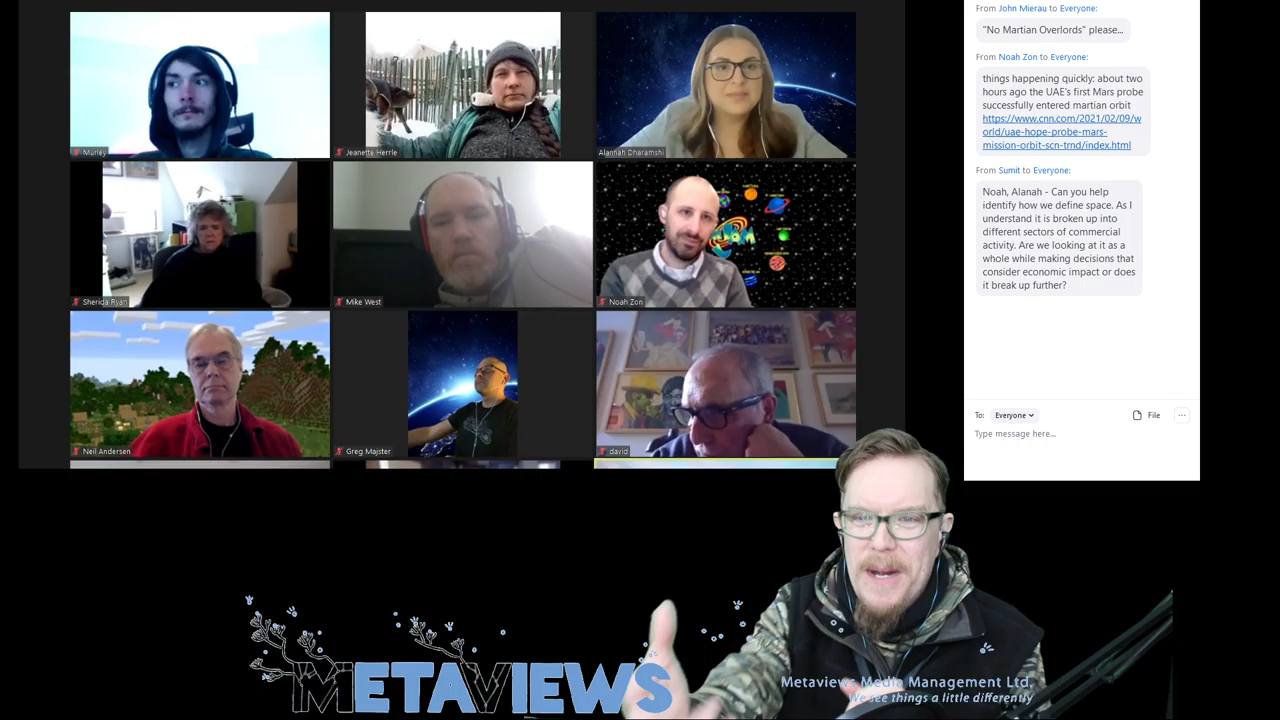 Murley
Jeanette Herrle
Alannah Dharamshi
Sherida Ryan
Mike West
Noah Zon
Neil Andersen
Greg Majster
david
From John Mierau to Everyone:
"No Martian Overlords" please...
From Noah Zon to Everyone:
things happening quickly: about two
hours ago the UAE's first Mars probe
successfully entered martian orbit
https://www.cnn.com/2021/02/09/w
orld/uae-hope-probe-mars-
mission-orbit-scn-trnd/index.html
From Sumit to Everyone:
Noah, Alanah - Can you help
identify how we define space. As I
understand it is broken up into
different sectors of commercial
activity. Are we looking at it as a
whole while making decisions that
consider economic impact or does
it break up further?
To: Everyone File ...
Type message here...
METAVIEWS
Metaviews Media Management Ltd.
We see things a little differently